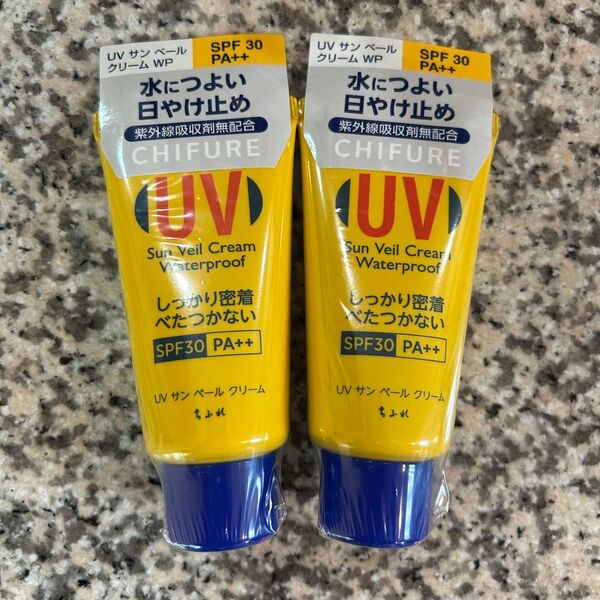 UV サン ベール
クリーム WP
SPF 30
PA++
水につよい
日やけ止め
紫外線吸収剤無配合
CHIFURE
UV
Sun Veil Cream
Waterproof
しっかり密着
べたつかない
SPF30 PA++
UV サン ベール クリーム
ちふれ
UV サン ベール
クリーム WP
SPF 30
PA++
水につよい
日やけ止め
紫外線吸収剤無配合
CHIFURE
UV
Sun Veil Cream
Waterproof
しっかり密着
べたつかない
SPF30 PA++
UV サン ベール クリーム
ちふれ